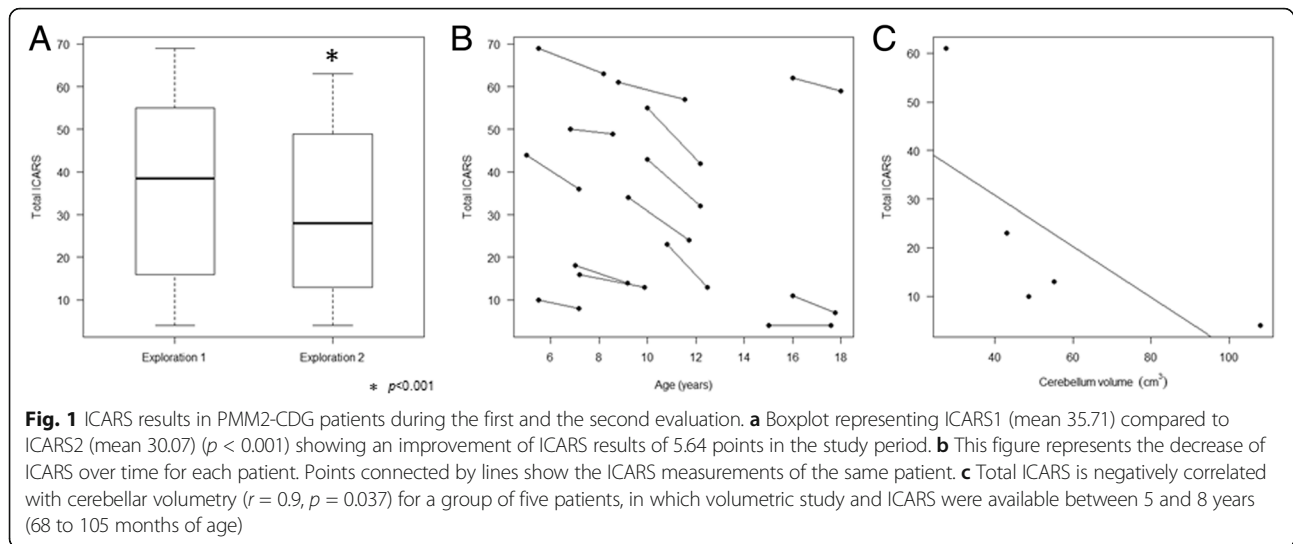 A
B
C
70
60
50
40
30
20
10
Total ICARS
Exploration 1
Exploration 2
*
* p<0.001
70
60
50
40
30
20
10
Total ICARS
6
8
10
12
14
16
18
Age (years)
60
50
40
30
20
10
Total ICARS
40
60
80
100
Cerebellum volume (cm³)
Fig. 1 ICARS results in PMM2-CDG patients during the first and the second evaluation. a Boxplot representing ICARS1 (mean 35.71) compared to
ICARS2 (mean 30.07) (p < 0.001) showing an improvement of ICARS results of 5.64 points in the study period. b This figure represents the decrease of
ICARS over time for each patient. Points connected by lines show the ICARS measurements of the same patient. c Total ICARS is negatively correlated
with cerebellar volumetry (r = 0.9, p = 0.037) for a group of five patients, in which volumetric study and ICARS were available between 5 and 8 years
(68 to 105 months of age)